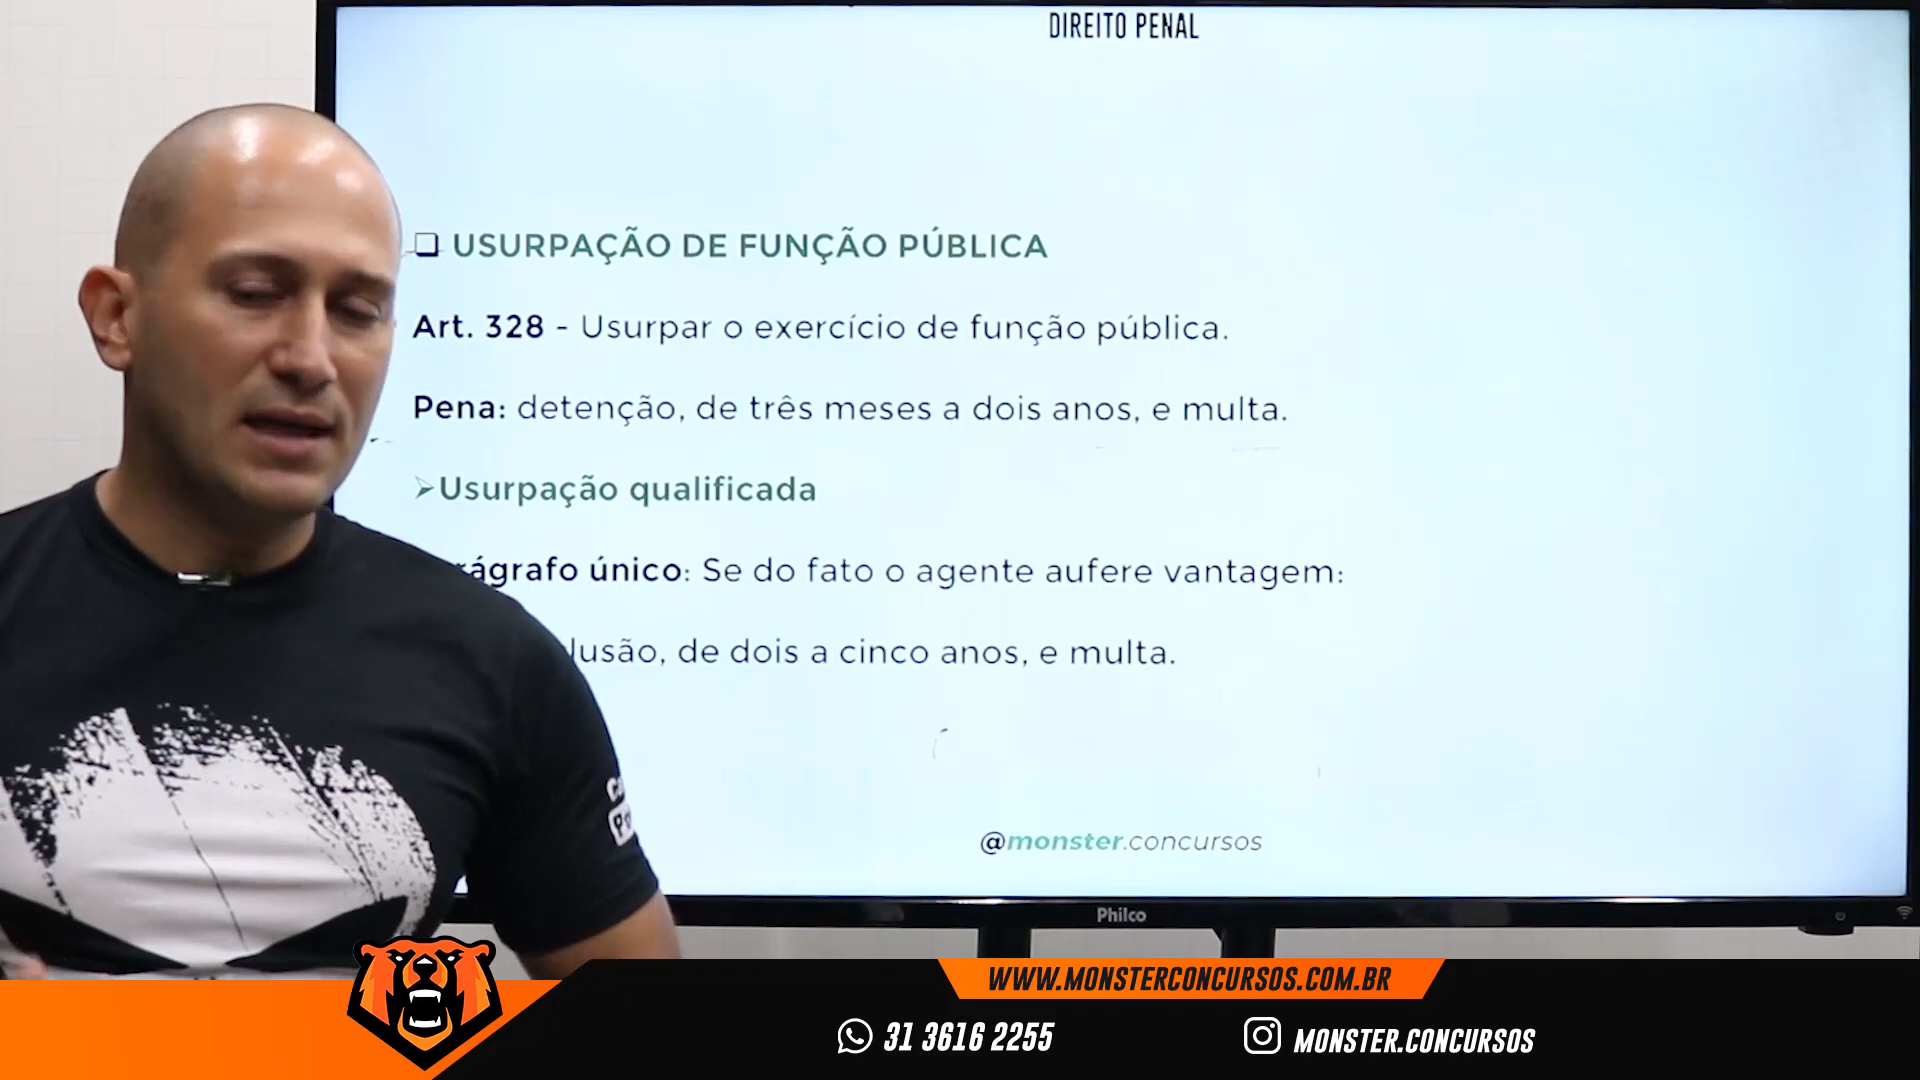 DIREITO PENAL
USURPAÇÃO DE FUNÇÃO PÚBLICA
Art. 328 - Usurpar o exercício de função pública.
Pena: detenção, de três meses a dois anos, e multa.
Usurpação qualificada
único: Se do fato o agente aufere vantagem:
de dois a cinco anos, e multa.
@monster.concursos
Philco
WWW.MONSTERCONCURSOS.COM.BR
31 3616 2255
MONSTER.CONCURSOS